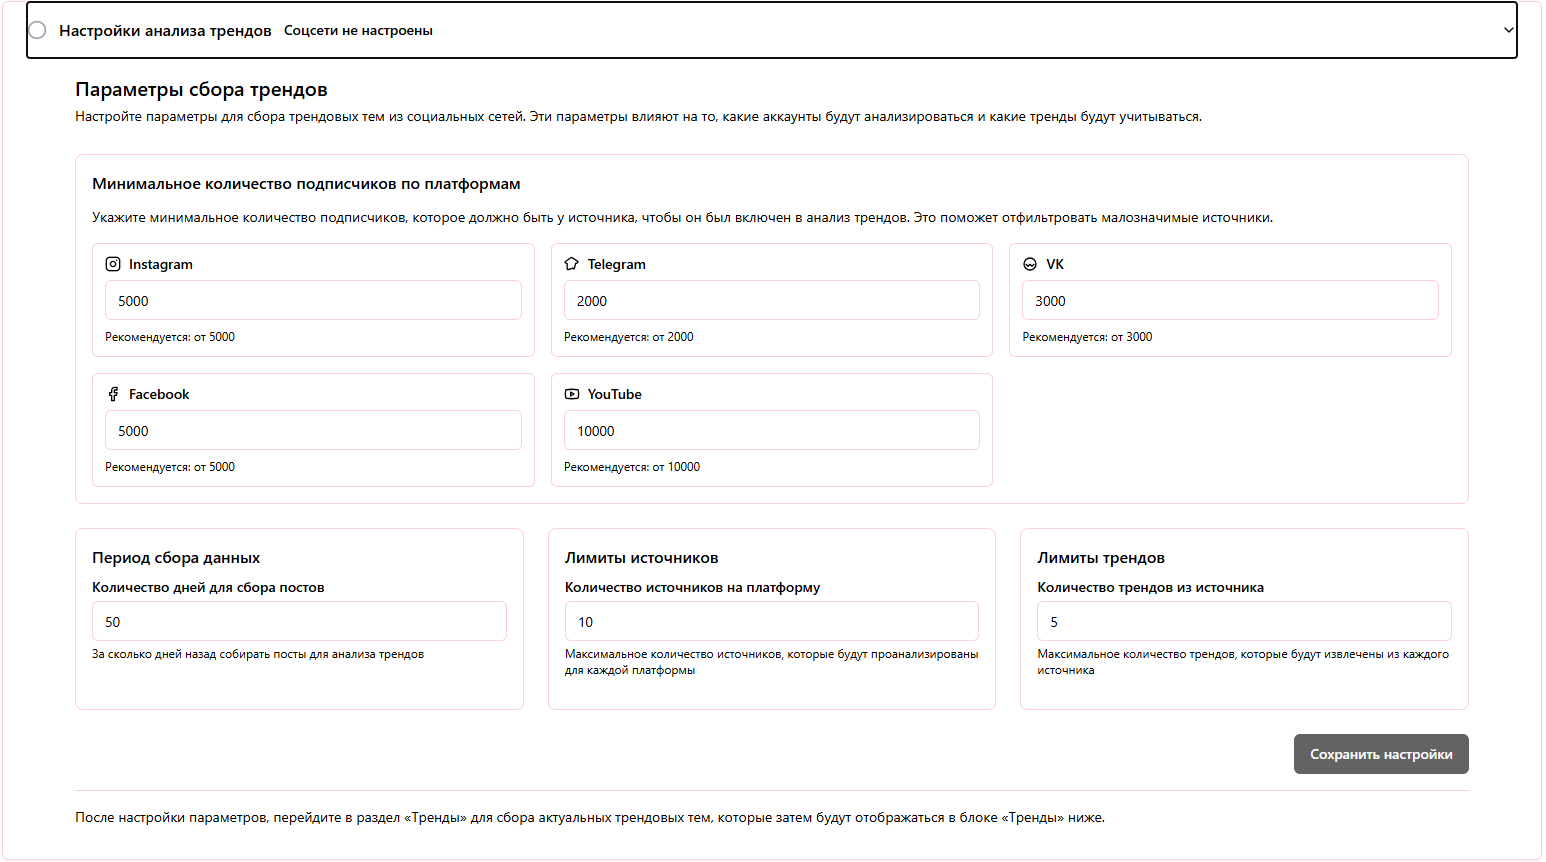 Настройки анализа трендов Соцсети не настроены
Параметры сбора трендов
Настройте параметры для сбора трендовых тем из социальных сетей. Эти параметры влияют на то, какие аккаунты будут анализироваться и какие тренды будут учитываться.
Минимальное количество подписчиков по платформам
Укажите минимальное количество подписчиков, которое должно быть у источника, чтобы он был включен в анализ трендов. Это поможет отфильтровать малозначимые источники.
Instagram
5000
Рекомендуется: от 5000
Telegram
2000
Рекомендуется: от 2000
VK
3000
Рекомендуется: от 3000
Facebook
5000
Рекомендуется: от 5000
YouTube
10000
Рекомендуется: от 10000
Период сбора данных
Количество дней для сбора постов
50
За сколько дней назад собирать посты для анализа трендов
Лимиты источников
Количество источников на платформу
10
Максимальное количество источников, которые будут проанализированы
для каждой платформы
Лимиты трендов
Количество трендов из источника
5
Максимальное количество трендов, которые будут извлечены из каждого
источника
Сохранить настройки
После настройки параметров, перейдите в раздел «Тренды» для сбора актуальных трендовых тем, которые затем будут отображаться в блоке «Тренды» ниже.